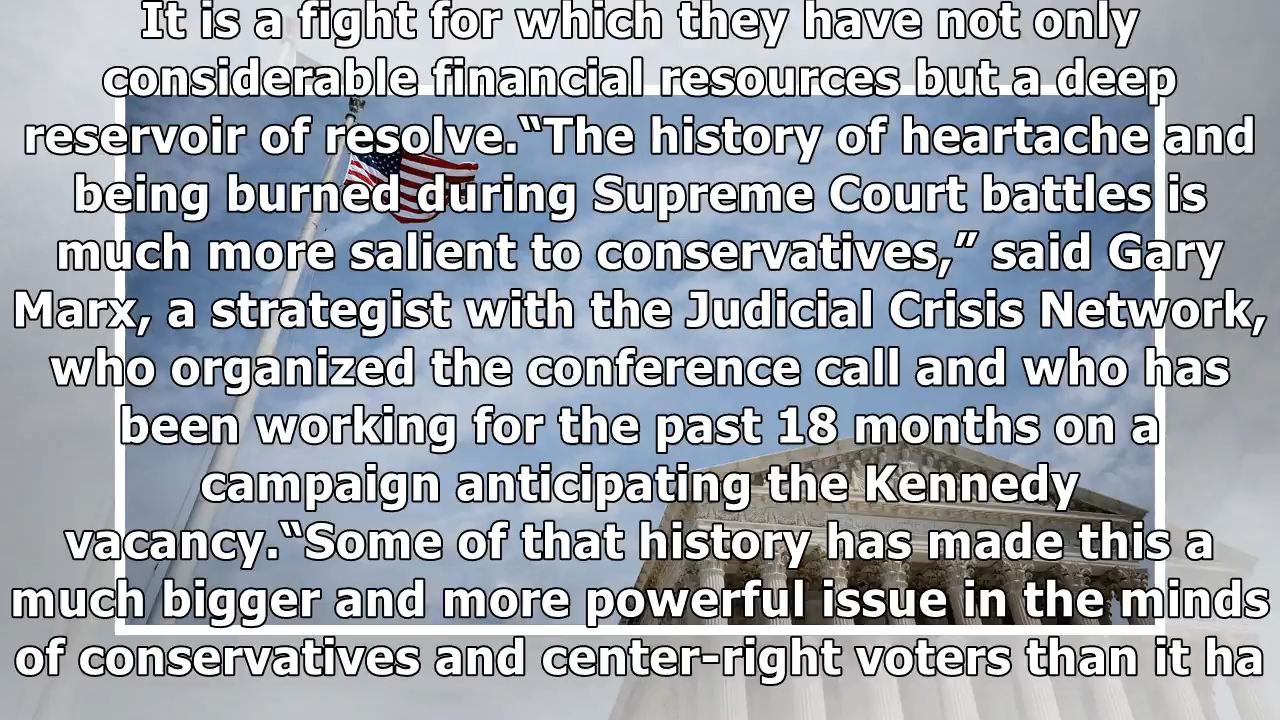 It is a fight for which they have not only
considerable financial resources but a deep
reservoir of resolve.“The history of heartache and
being burned during Supreme Court battles is
much more salient to conservatives,” said Gary
Marx, a strategist with the Judicial Crisis Network,
who organized the conference call and who has
been working for the past 18 months on a
campaign anticipating the Kennedy
vacancy.“Some of that history has made this a
much bigger and more powerful issue in the minds
of conservatives and center-right voters than it ha